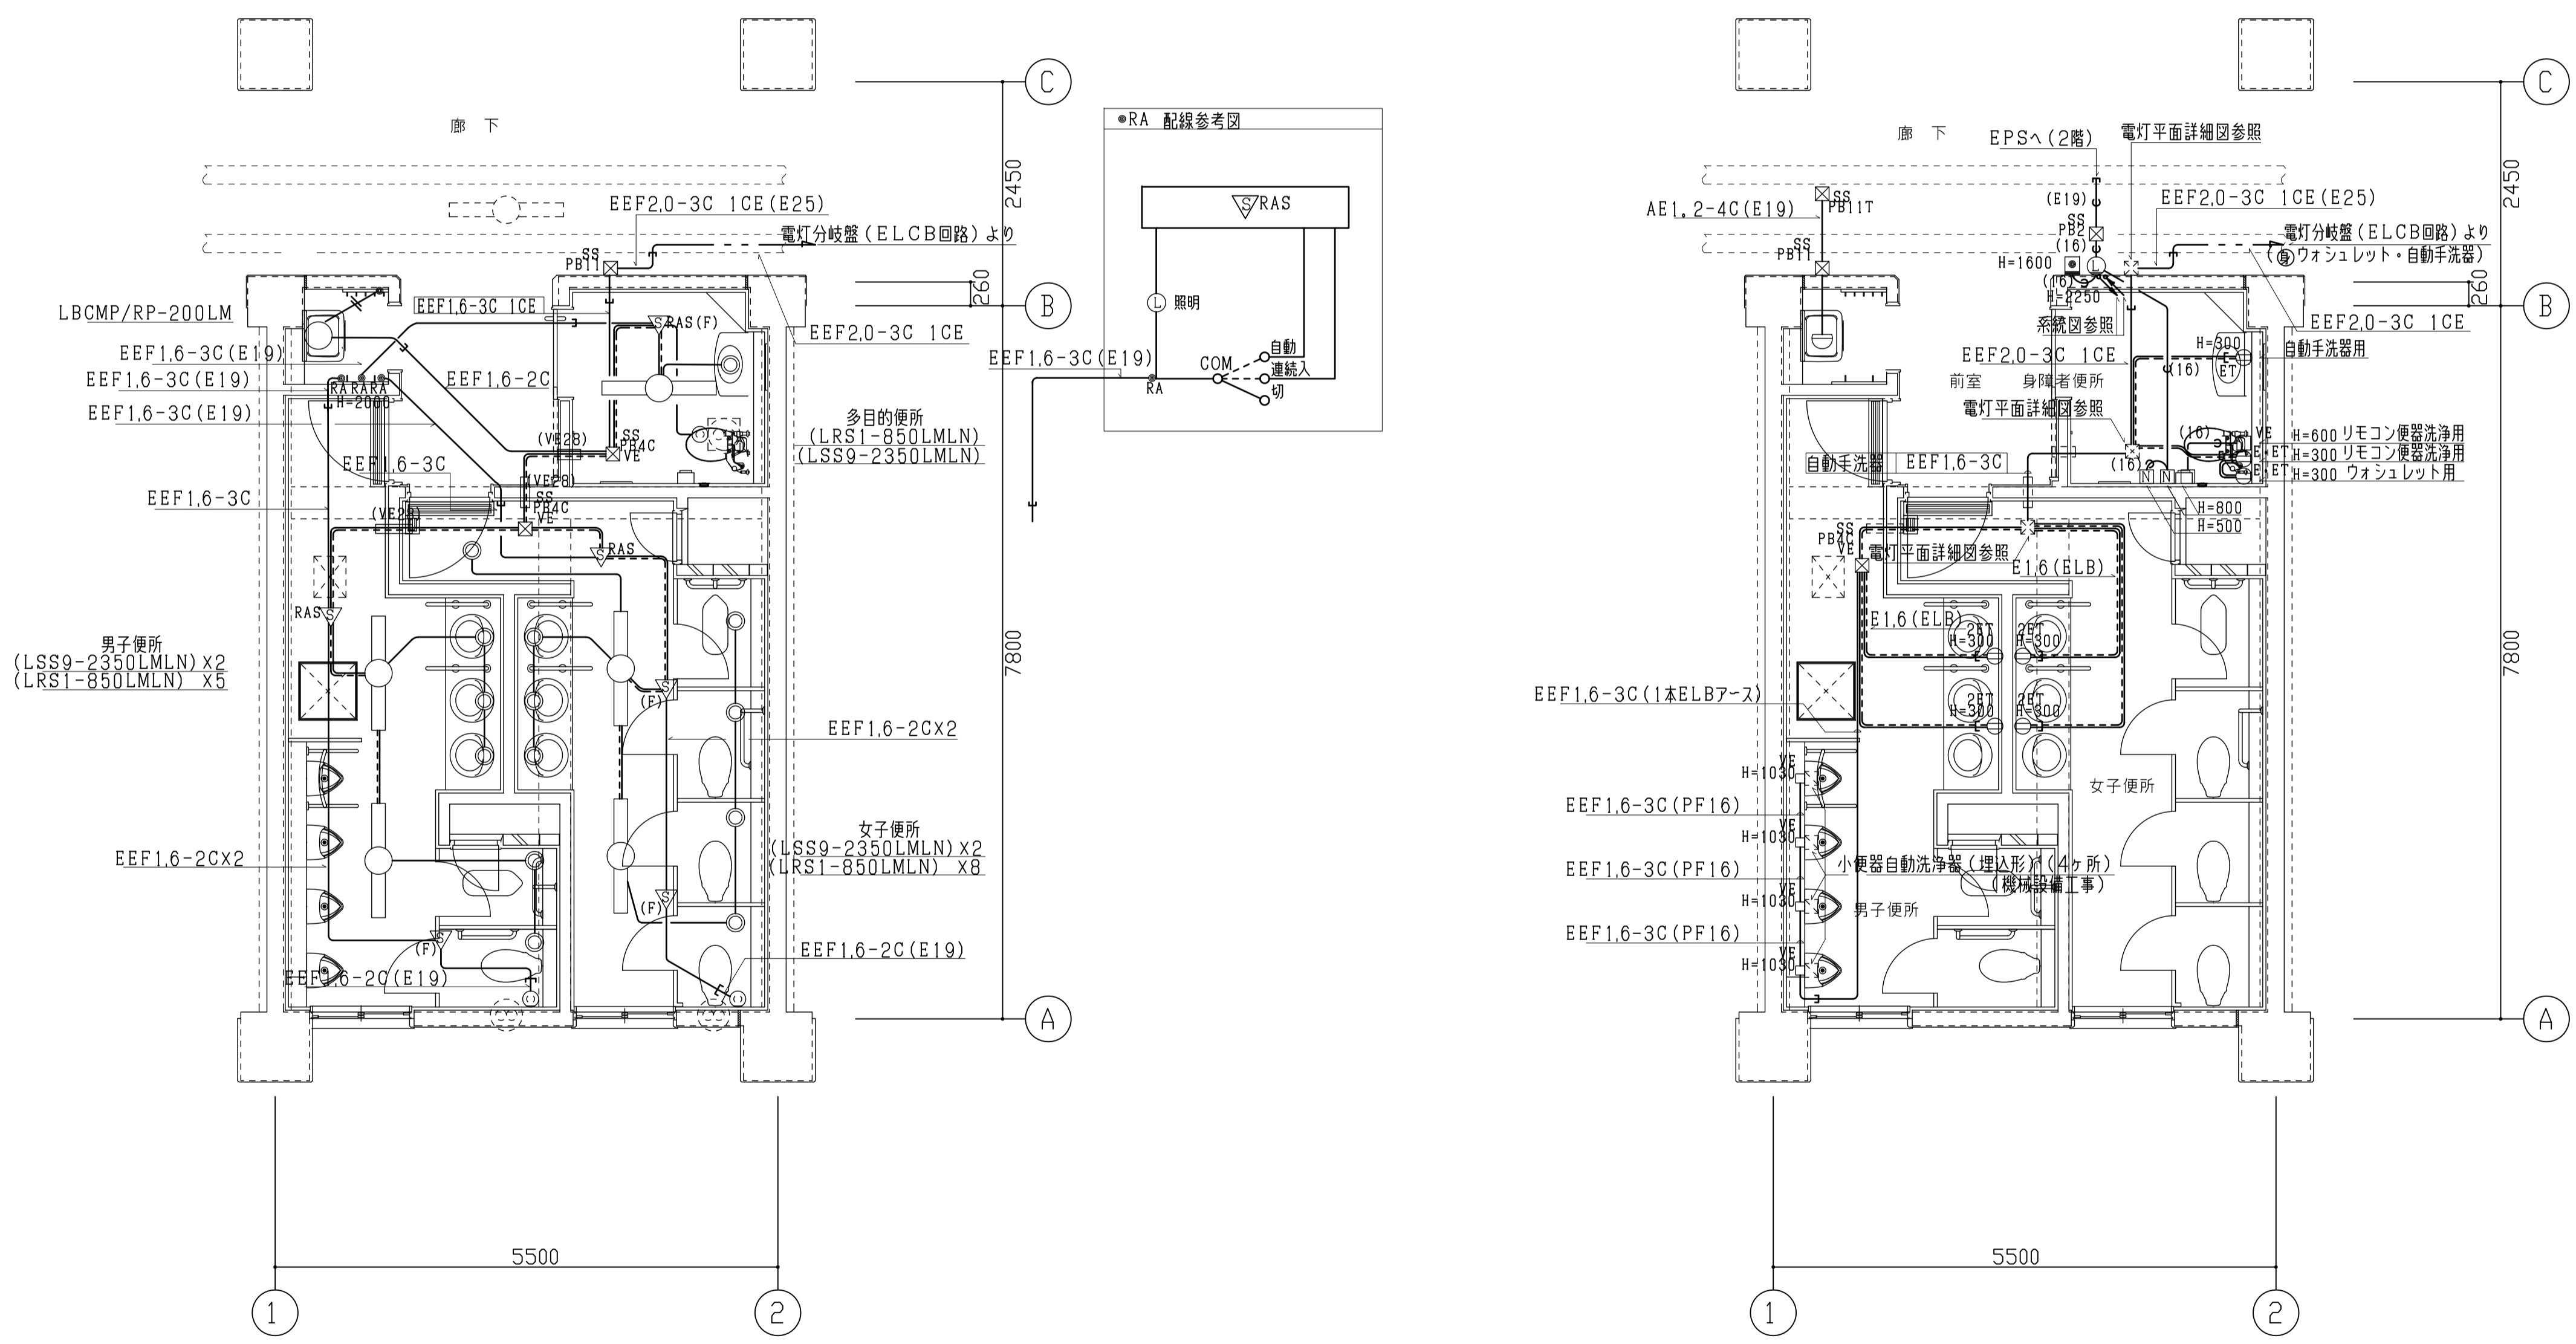 C
廊 下
2450
EEF2.0-3C 1CE(E25)
電灯分岐盤(ELCB回路)より
SS
PB11
260
B
LBCMP/RP-200LM
EEF1.6-3C 1CE
RAS(F)
EEF2.0-3C 1CE
EEF1.6-3C(E19)
EEF1.6-3C(E19)
EEF1.6-2C
RA RARA
H=2000
EEF1.6-3C(E19)
多目的便所
(LRS1-850LMLN)
(LSS9-2350LMLN)
(VE28)
SS
PB4C
VE
EEF1.6-3C
(VE28)
EEF1.6-3C
SS
PB4C
VE
(VE28)
RAS
RAS
男子便所
(LSS9-2350LMLN)X2
(LRS1-850LMLN) X5
7800
(F)
EEF1.6-2CX2
女子便所
(LSS9-2350LMLN)X2
(LRS1-850LMLN) X8
EEF1.6-2CX2
(F)
(F)
EEF1.6-2C(E19)
EEF1.6-2C(E19)
A
5500
1
2
RA 配線参考図
S RAS
L 照明
COM
自動
連続入
切
EEF1.6-3C(E19)
RA
C
廊 下
EPSへ(2階)
電灯平面詳細図参照
2450
AE1.2-4C(E19)
SS
PB11T
(E19)
EEF2.0-3C 1CE(E25)
SS
PB2
(16)
電灯分岐盤(ELCB回路)より
ウォシュレット・自動手洗器)
SS
PB11
H=1600
L
(16)
H=2250
260
B
系統図参照
EEF2.0-3C 1CE
EEF2.0-3C 1CE
H=300
自動手洗器用
ET
(16)
前室
身障者便所
電灯平面詳細図参照
(16)
VE
H=600 リモコン便器洗浄用
ET
H=300 リモコン便器洗浄用
ET
H=300 ウオシュレット用
(16)
N N
自動手洗器
EEF1.6-3C
H=800
H=500
SS
PB4C
VE
電灯平面詳細図参照
E1.6(ELB)
E1.6(ELB)
2ET
H=300
2ET
H=300
7800
EEF1.6-3C(1本ELBアース)
2ET
H=300
2ET
H=300
VE
H=1030
女子便所
EEF1.6-3C(PF16)
VE
H=1030
小便器自動洗浄器(埋込形)(4ヶ所)
(機械設備工事)
EEF1.6-3C(PF16)
VE
H=1030
男子便所
EEF1.6-3C(PF16)
VE
H=1030
A
5500
1
2